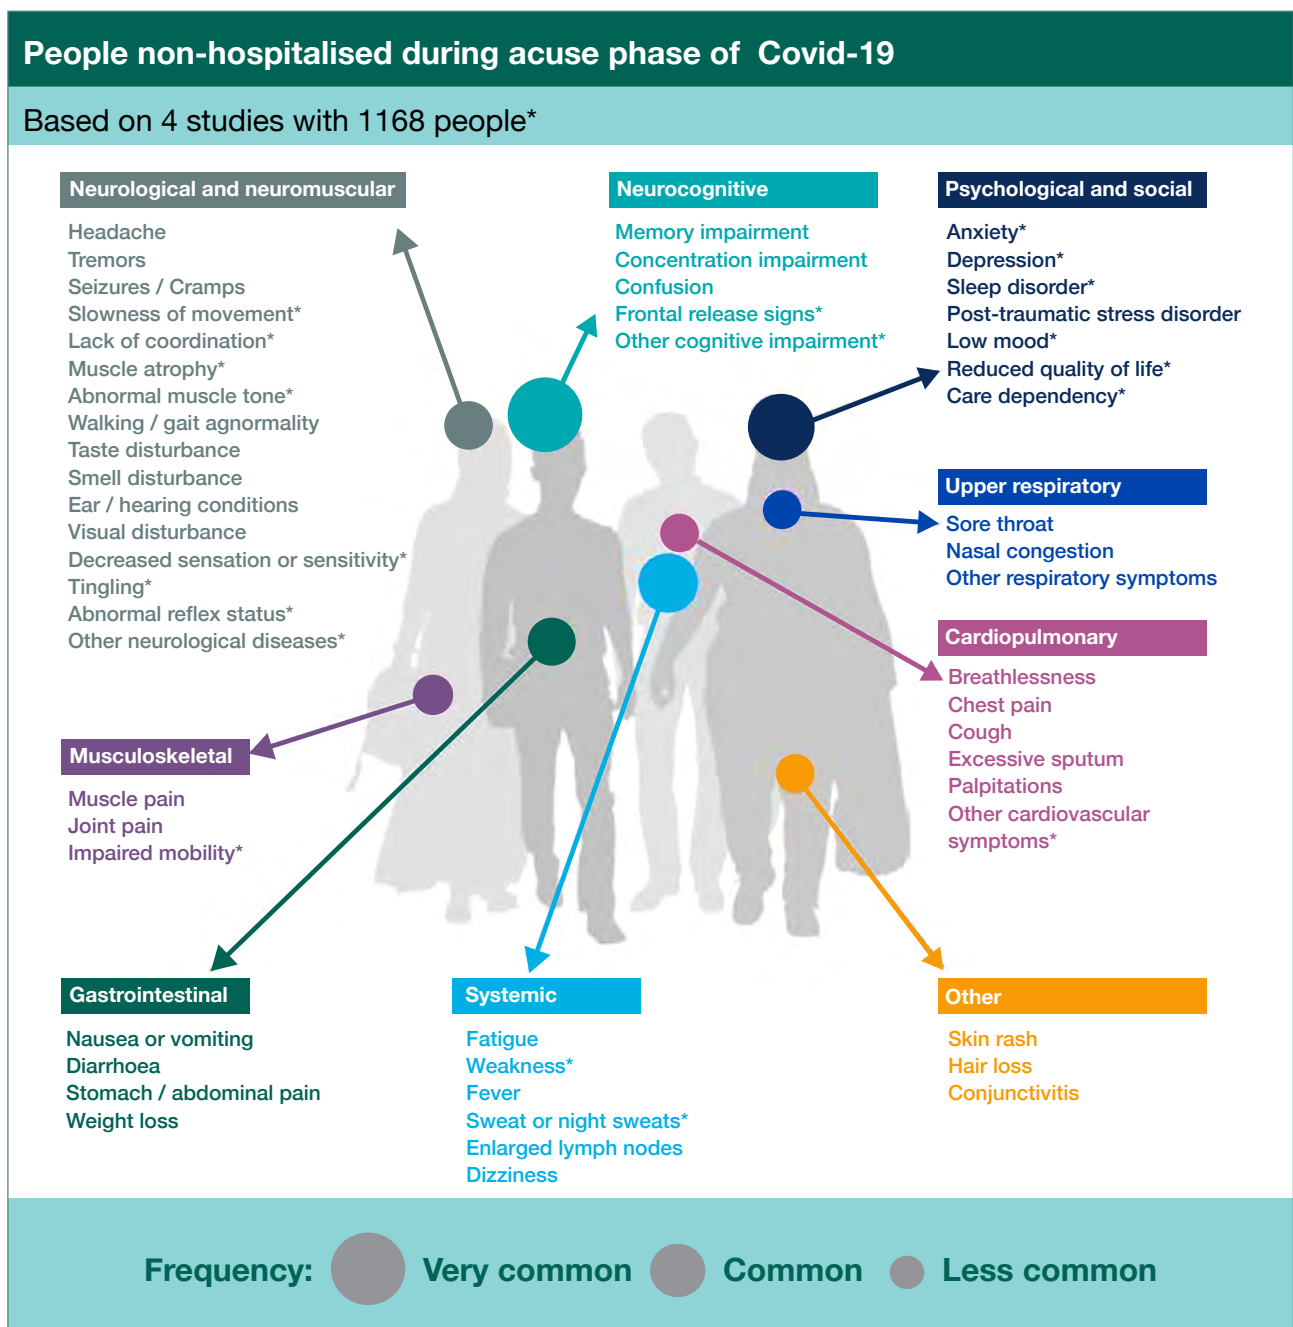 People non-hospitalised during acuse phase of Covid-19
Based on 4 studies with 1168 people*
Neurological and neuromuscular
Headache
Tremors
Seizures / Cramps
Slowness of movement*
Lack of coordination*
Muscle atrophy*
Abnormal muscle tone*
Walking / gait agnormality
Taste disturbance
Smell disturbance
Ear / hearing conditions
Visual disturbance
Decreased sensation or sensitivity*
Tingling*
Abnormal reflex status*
Other neurological diseases*
Neurocognitive
Memory impairment
Concentration impairment
Confusion
Frontal release signs*
Other cognitive impairment*
Psychological and social
Anxiety*
Depression*
Sleep disorder*
Post-traumatic stress disorder
Low mood*
Reduced quality of life*
Care dependency*
Upper respiratory
Sore throat
Nasal congestion
Other respiratory symptoms
Cardiopulmonary
Breathlessness
Chest pain
Cough
Excessive sputum
Palpitations
Other cardiovascular
symptoms*
Musculoskeletal
Muscle pain
Joint pain
Impaired mobility*
Gastrointestinal
Nausea or vomiting
Diarrhoea
Stomach / abdominal pain
Weight loss
Systemic
Fatigue
Weakness*
Fever
Sweat or night sweats*
Enlarged lymph nodes
Dizziness
Other
Skin rash
Hair loss
Conjunctivitis
Frequency: Very common Common Less common